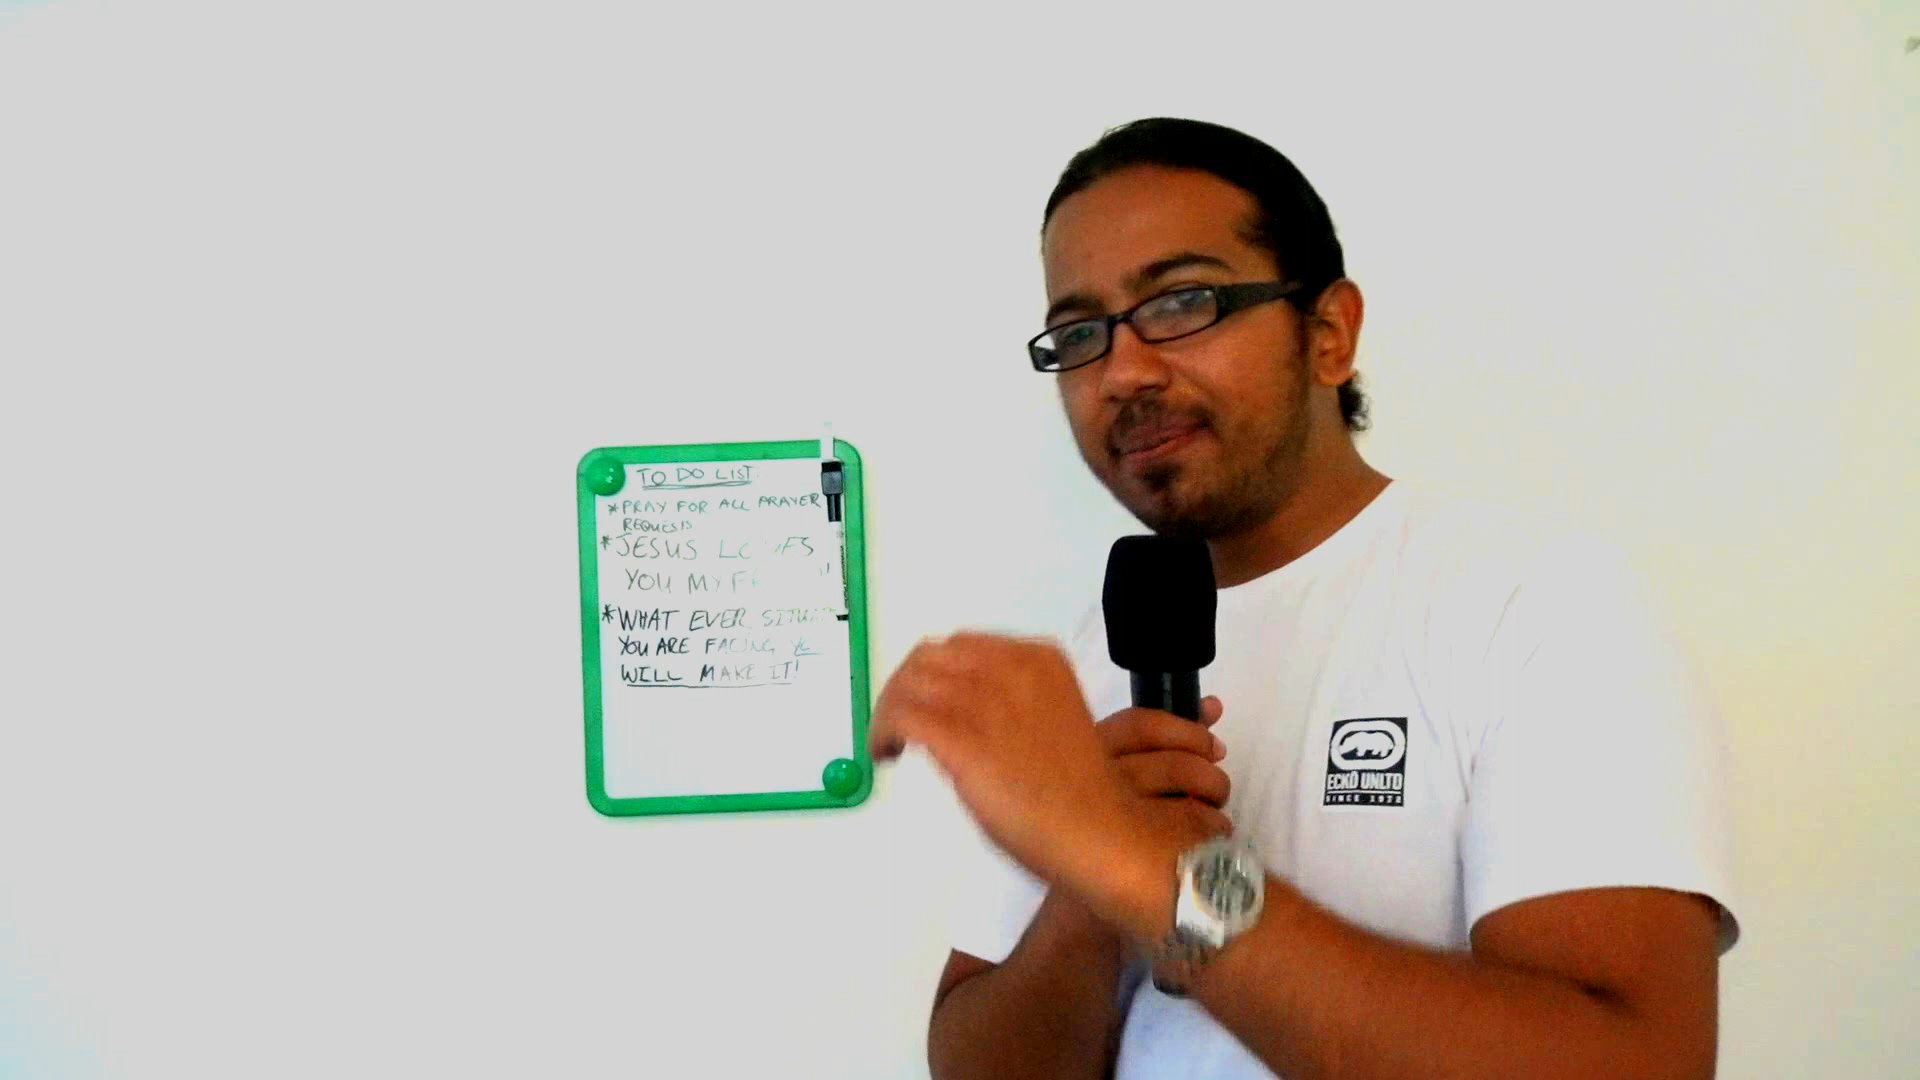 TO DO LIST:
*PRAY FOR ALL PRAYER
REQUESTS
*JESUS LOVES
YOU MY
*WHAT EVER
YOU ARE FACING
WILL MAKE IT!
ECKŌ UNLTD